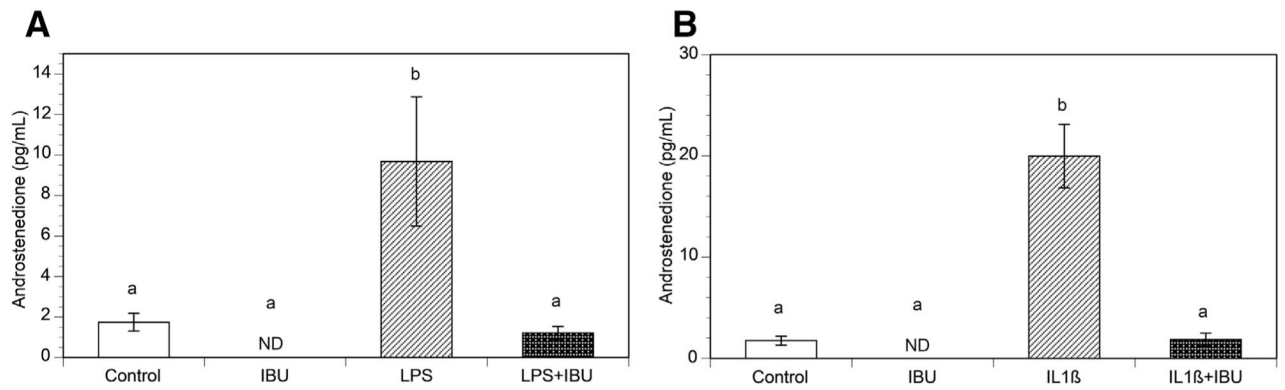 A
Androstenedione (pg/mL)
14
12
10
8
6
4
2
0
a
a
b
a
ND
Control
IBU
LPS
LPS+IBU
B
Androstenedione (pg/mL)
30
20
10
0
a
a
b
a
ND
Control
IBU
IL1ß
IL1ß+IBU